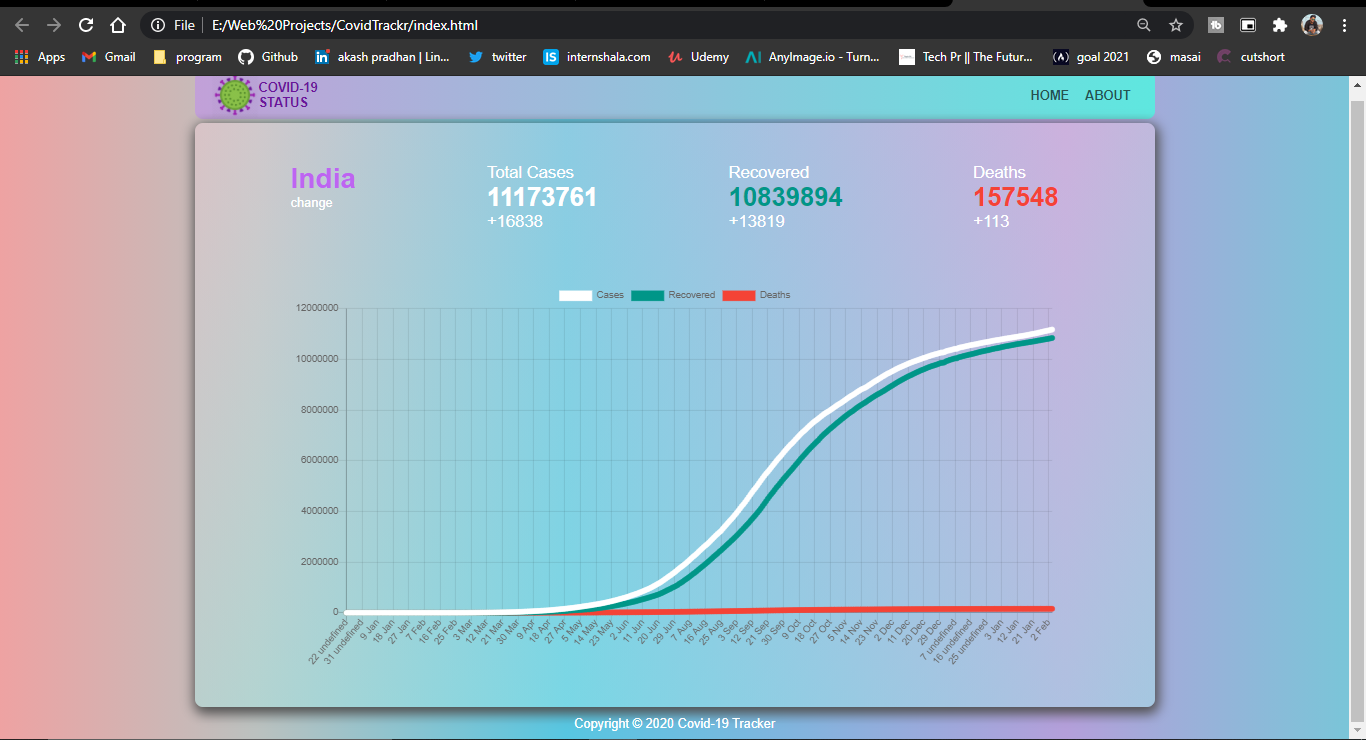 File | E:/Web%20Projects/CovidTrackr/index.html
Apps Gmail program Github akash pradhan | Lin... twitter internshala.com Udemy AnyImage.io - Turn... Tech Pr || The Futur... goal 2021 masai cutshort
COVID-19
STATUS
HOME ABOUT
India
change
Total Cases
11173761
+16838
Recovered
10839894
+13819
Deaths
157548
+113
Cases Recovered Deaths
12000000
10000000
8000000
6000000
4000000
2000000
0
22 undefined
31 undefined
9 Jan
18 Jan
27 Jan
7 Feb
16 Feb
25 Feb
3 Mar
12 Mar
21 Mar
30 Mar
9 Apr
18 Apr
27 Apr
5 May
14 May
23 May
2 Jun
11 Jun
20 Jun
29 Jun
7 Aug
16 Aug
25 Aug
3 Sep
12 Sep
21 Sep
30 Sep
9 Oct
18 Oct
27 Oct
5 Nov
14 Nov
23 Nov
2 Dec
11 Dec
20 Dec
29 Dec
7 undefined
16 undefined
25 undefined
3 Jan
12 Jan
21 Jan
2 Feb
Copyright © 2020 Covid-19 Tracker